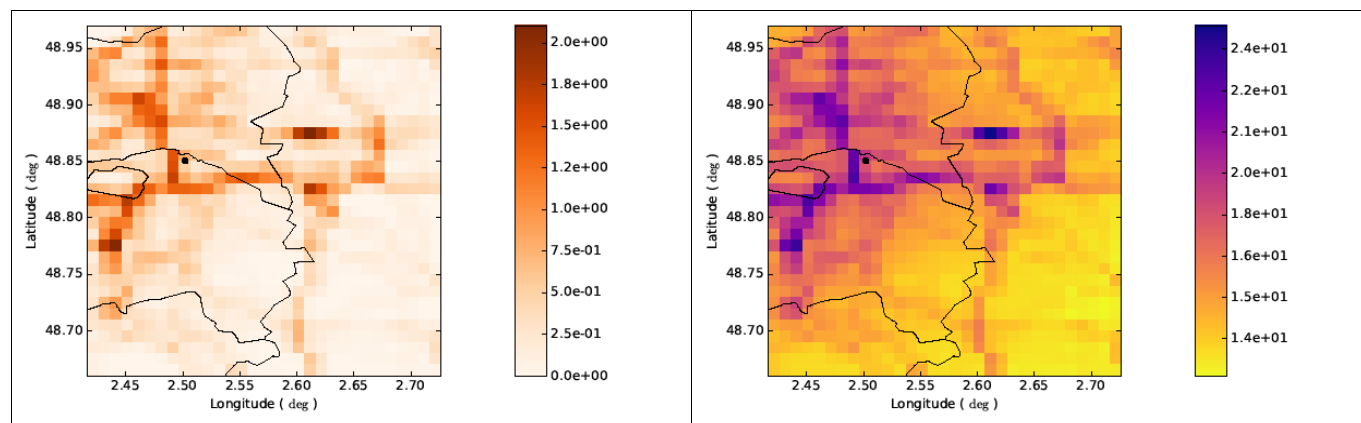 48.95
48.90
48.85
48.80
48.75
48.70
Latitude ( deg )
2.45 2.50 2.55 2.60 2.65 2.70
Longitude ( deg )
2.0e+00
1.8e+00
1.5e+00
1.2e+00
1.0e+00
7.5e-01
5.0e-01
2.5e-01
0.0e+00
48.95
48.90
48.85
48.80
48.75
48.70
Latitude ( deg )
2.45 2.50 2.55 2.60 2.65 2.70
Longitude ( deg )
2.4e+01
2.2e+01
2.1e+01
2.0e+01
1.8e+01
1.6e+01
1.5e+01
1.4e+01